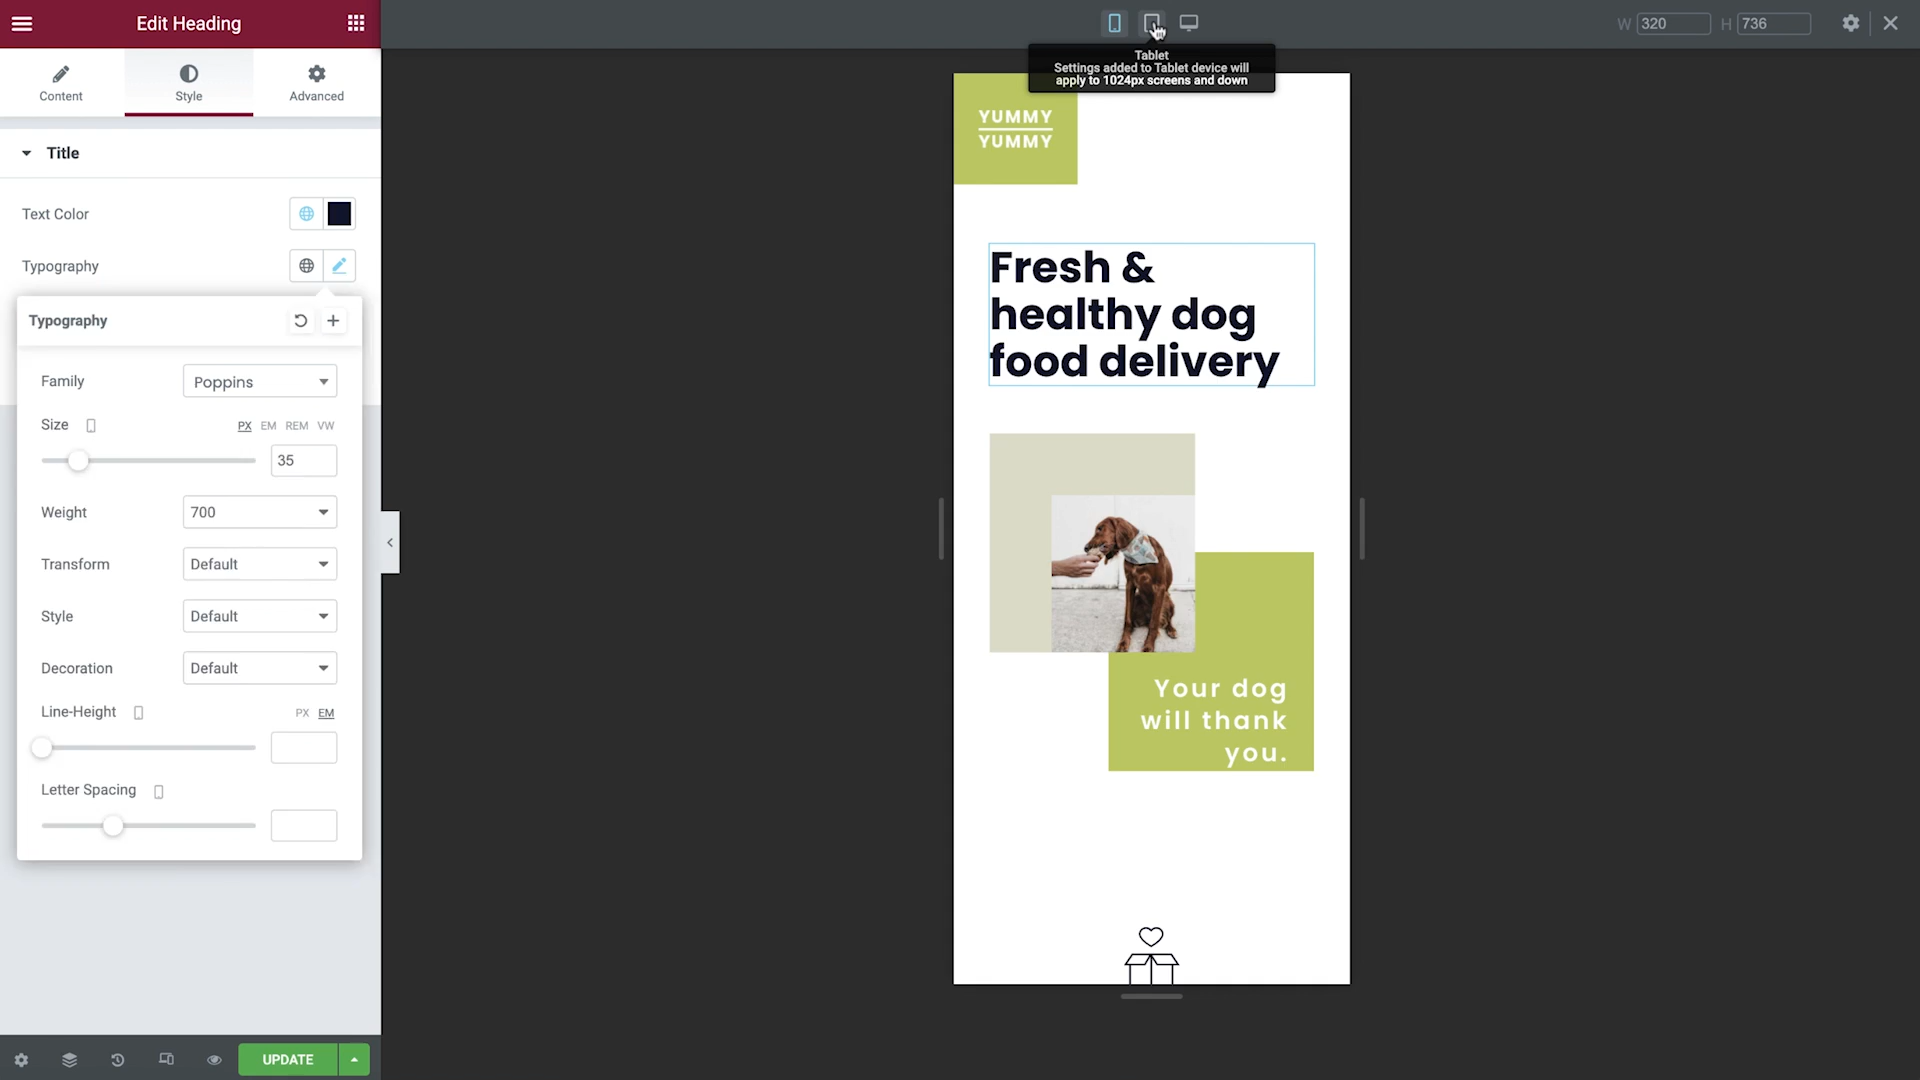 Edit Heading
W 320 H 736
Tablet
Settings added to Tablet device will
apply to 1024px screens and down
Content
Style
Advanced
Title
Text Color
Typography
Typography
Family
Poppins
Size
PX EM REM VW
35
Weight
700
Transform
Default
Style
Default
Decoration
Default
Line-Height
PX EM
Letter Spacing
UPDATE
YUMMY
YUMMY
Fresh &
healthy dog
food delivery
Your dog
will thank
you.